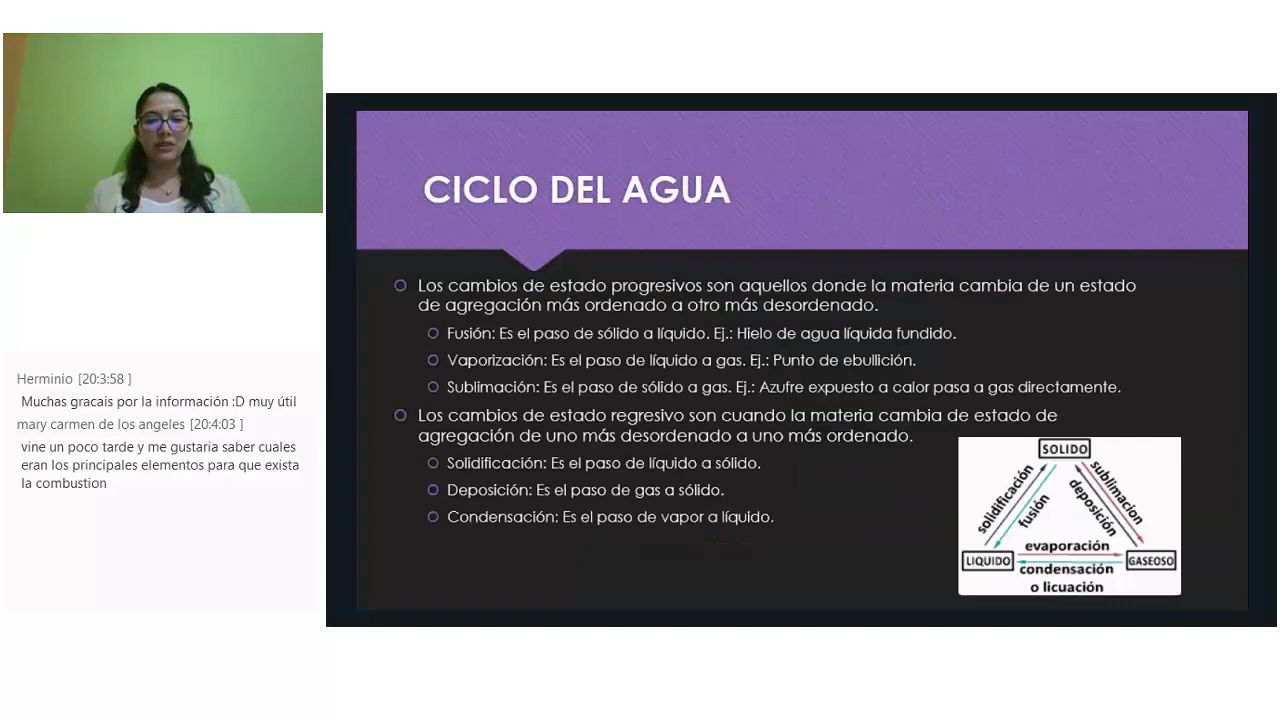 CICLO DEL AGUA
Los cambios de estado progresivos son aquellos donde la materia cambia de un estado
de agregación más ordenado a otro más desordenado.
Fusión: Es el paso de sólido a líquido. Ej.: Hielo de agua líquida fundido.
Vaporización: Es el paso de líquido a gas. Ej.: Punto de ebullición.
Sublimación: Es el paso de sólido a gas. Ej.: Azufre expuesto a calor pasa a gas directamente.
Los cambios de estado regresivo son cuando la materia cambia de estado de
agregación de uno más desordenado a uno más ordenado.
Solidificación: Es el paso de líquido a sólido.
Deposición: Es el paso de gas a sólido.
Condensación: Es el paso de vapor a líquido.
SOLIDO
solidificación
fusión
sublimacion
deposición
evaporación
LIQUIDO
GASEOSO
condensación
o licuación
Herminio [20:3:58 ]
Muchas gracais por la información :D muy útil
mary carmen de los angeles [20:4:03 ]
vine un poco tarde y me gustaria saber cuales
eran los principales elementos para que exista
la combustion